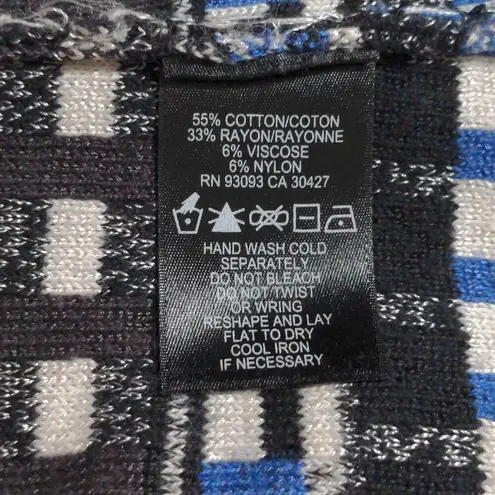 55% COTTON/COTON
33% RAYON/RAYONNE
6% VISCOSE
6% NYLON
RN 93093 CA 30427
HAND WASH COLD
SEPARATELY
DO NOT BLEACH
DO NOT TWIST
OR WRING
RESHAPE AND LAY
FLAT TO DRY
COOL IRON
IF NECESSARY